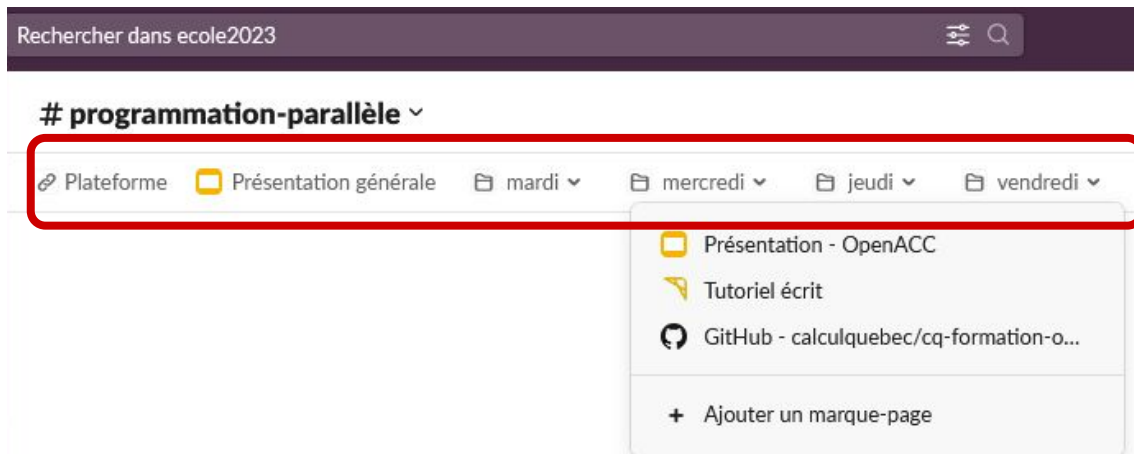 Rechercher dans ecole2023
# programmation-parallèle
Plateforme Présentation générale mardi mercredi jeudi vendredi
Présentation - OpenACC
Tutoriel écrit
GitHub - calculquebec/cq-formation-o...
+ Ajouter un marque-page